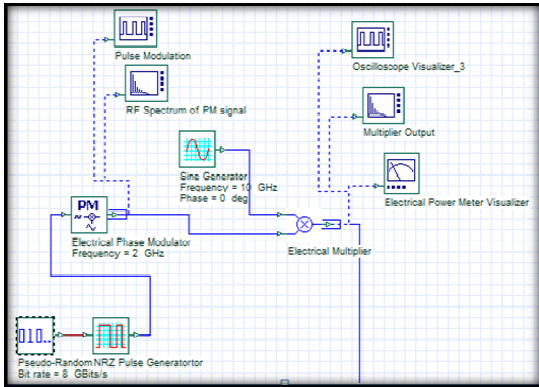 Pulse Modulation
RF Spectrum of PM signal
Oscilloscope Visualizer_3
Multiplier Output
Electrical Power Meter Visualizer
Sine Generator
Frequency = 10 GHz
Phase = 0 deg
PM
Electrical Phase Modulator
Frequency = 2 GHz
Electrical Multiplier
010..
Pseudo-RandomNRZ Pulse Generatortor
Bit rate = 8 GBits/s